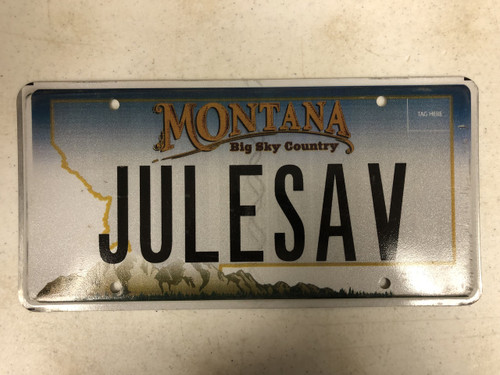 MONTANA
TAG HERE
Big Sky Country
JULESAV